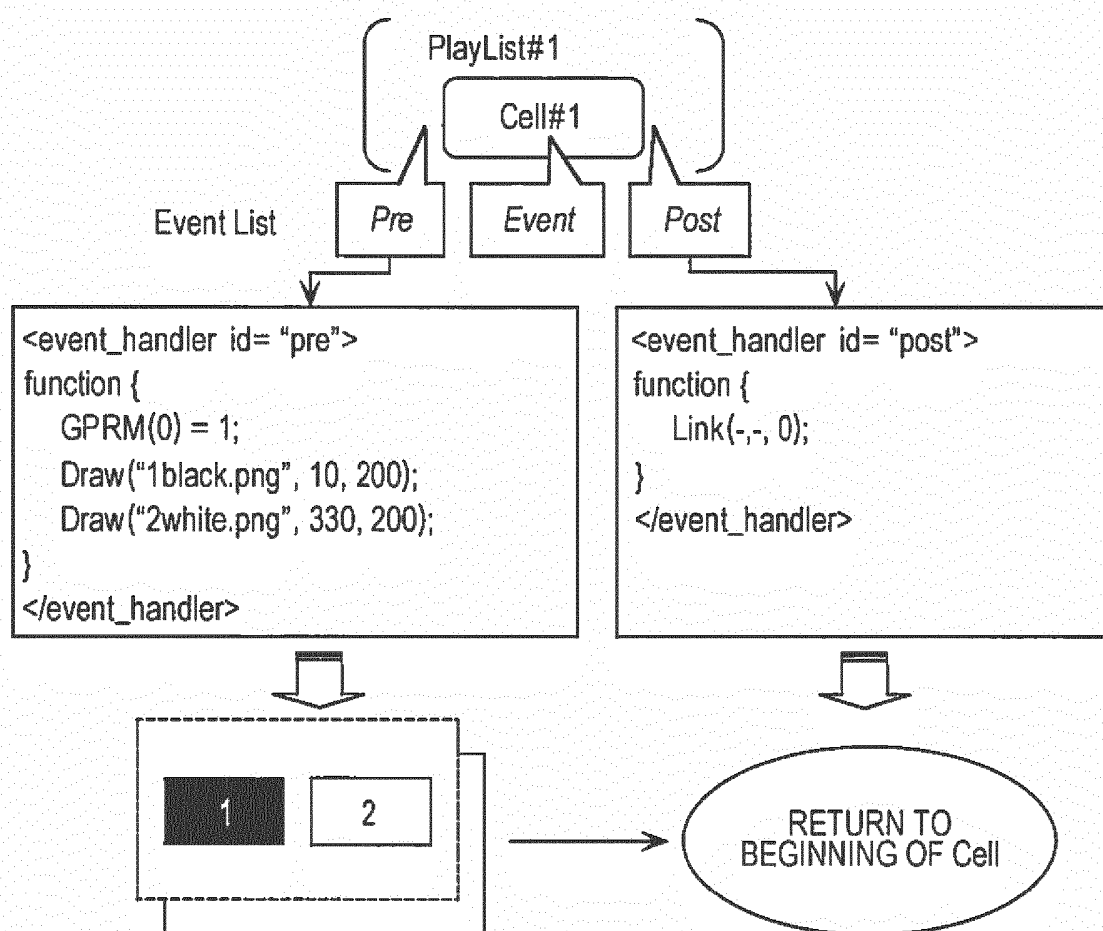 PlayList#1
Cell#1
Event List
Pre
Event
Post
<event_handler id= “pre”>
function {
GPRM(0) = 1;
Draw(“1black.png”, 10, 200);
Draw(“2white.png”, 330, 200);
}
</event_handler>
<event_handler id= “post”>
function {
Link(-,-, 0);
}
</event_handler>
1
2
RETURN TO
BEGINNING OF Cell